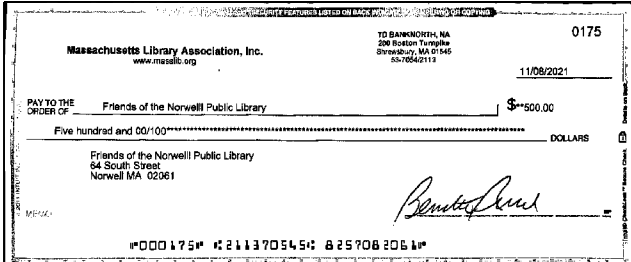 0175
Massachusetts Library Association, Inc.
www.masslib.org
TD BANKNORTH, NA
200 Boston Turnpike
Shrewsbury, MA 01545
53-7054/2113
11/08/2021
PAY TO THE
ORDER OF Friends of the Norwelll Public Library $**500.00
Five hundred and 00/100
DOLLARS
Friends of the Norwelll Public Library
64 South Street
Norwell MA 02061
MEMO
⑈000175⑈ ⑆211370545⑆ 8257082061⑈